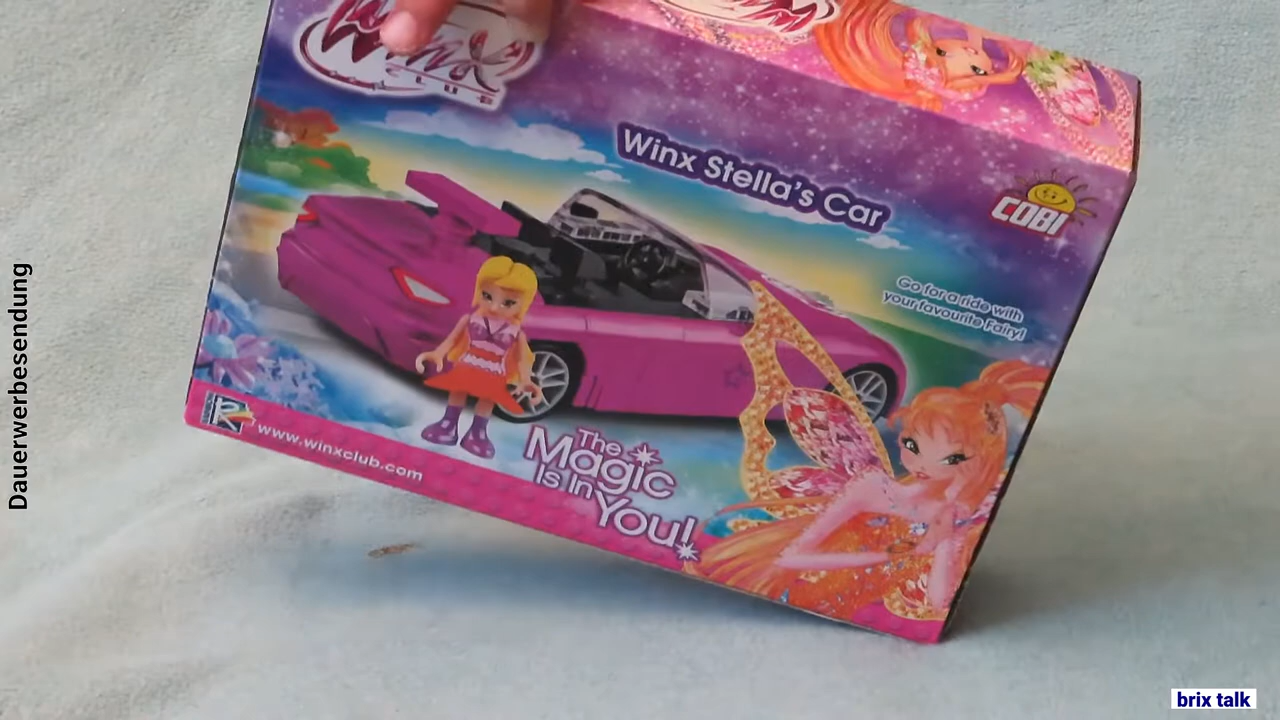 Dauerwerbesendung
Winx
CLUB
Winx Stella's Car
COBI
Go for a ride with
your favourite Fairy!
www.winxclub.com
The
Magic
Is In
You!
brix talk